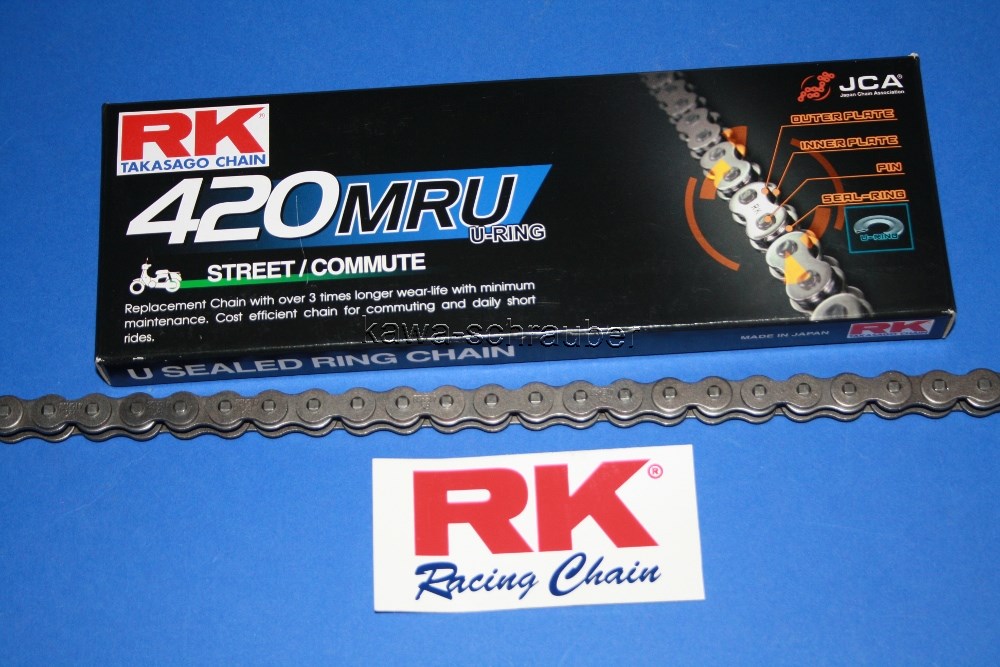 RK®
TAKASAGO CHAIN
JCA®
Japan Chain Association
OUTER PLATE
INNER PLATE
PIN
SEAL-RING
U-RING
420MRU
U-RING
STREET/COMMUTE
Replacement Chain with over 3 times longer wear-life with minimum
maintenance. Cost efficient chain for commuting and daily short
rides.
kawa-schrauber
U SEALED RING CHAIN
MADE IN JAPAN
RK
RK®
Racing Chain